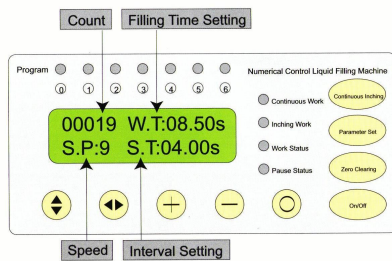 Count Filling Time Setting
Program
Numerical Control Liquid Filling Machine
0 1 2 3 4 5 6
Continuous Work
Inching Work
Work Status
Pause Status
Continuous Inching
Parameter Set
Zero Clearing
On/Off
00019 W.T:08.50s
S.P:9 S.T:04.00s
Speed Interval Setting